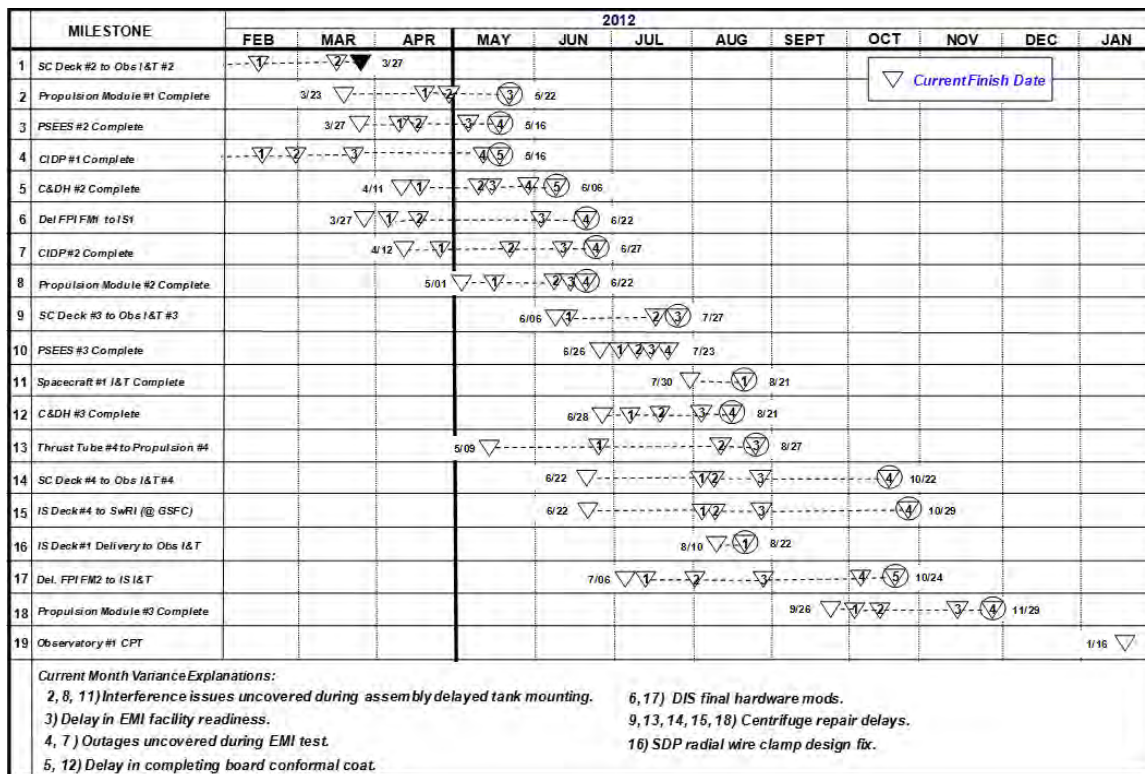 2012
MILESTONE
FEB MAR APR MAY JUN JUL AUG SEPT OCT NOV DEC JAN
▽ Current Finish Date
1 SC Deck #2 to Obs I&T #2 1 2 3/27
2 Propulsion Module #1 Complete 3/23 1 2 3 5/22
3 PSEES #2 Complete 3/27 1 2 3 4 5/16
4 CIDP #1 Complete 1 2 3 4 5 5/16
5 C&DH #2 Complete 4/11 1 2 3 4 5 6/06
6 Del FPI FM1 to IS1 3/27 1 2 3 4 6/22
7 CIDP #2 Complete 4/12 1 2 3 4 6/27
8 Propulsion Module #2 Complete 5/01 1 2 3 4 6/22
9 SC Deck #3 to Obs I&T #3 6/06 1 2 3 7/27
10 PSEES #3 Complete 6/26 1 2 3 4 7/23
11 Spacecraft #1 I&T Complete 7/30 1 8/21
12 C&DH #3 Complete 6/28 1 2 3 4 8/21
13 Thrust Tube #4 to Propulsion #4 5/09 1 2 3 8/27
14 SC Deck #4 to Obs I&T #4 6/22 1 2 3 4 10/22
15 IS Deck #4 to SwRI (@ GSFC) 6/22 1 2 3 4 10/29
16 IS Deck #1 Delivery to Obs I&T 8/10 1 8/22
17 Del. FPI FM2 to IS I&T 7/06 1 2 3 4 5 10/24
18 Propulsion Module #3 Complete 9/26 1 2 3 4 11/29
19 Observatory #1 CPT 1/16
Current Month Variance Explanations:
2, 8, 11) Interference issues uncovered during assembly delayed tank mounting.
3) Delay in EMI facility readiness.
4, 7 ) Outages uncovered during EMI test.
5, 12) Delay in completing board conformal coat.
6, 17) DIS final hardware mods.
9, 13, 14, 15, 18) Centrifuge repair delays.
16) SDP radial wire clamp design fix.